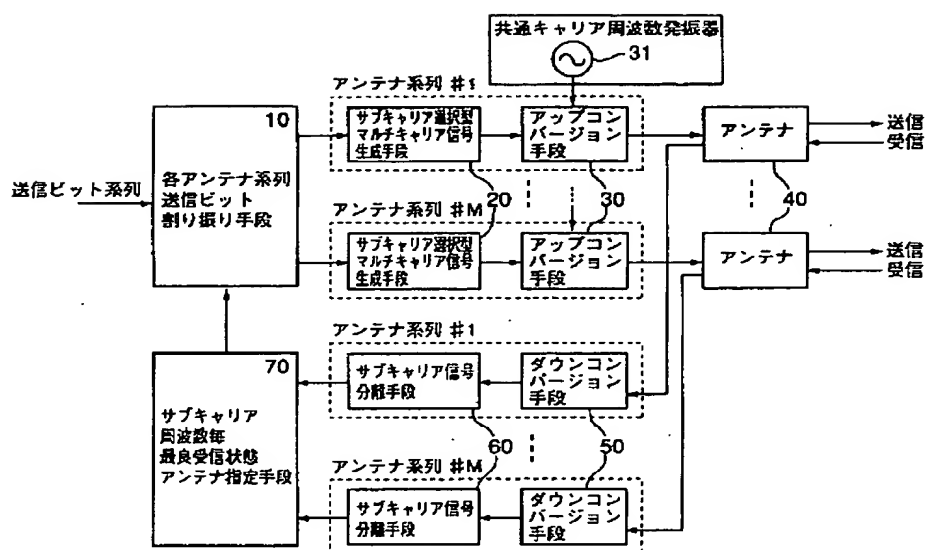 共通キャリア周波数発振器
31
アンテナ系列 #1
10
サブキャリア選択型
マルチキャリア信号
生成手段
アップコン
バージョン
手段
アンテナ
送信
受信
送信ビット系列
各アンテナ系列
送信ビット
割り振り手段
20
30
40
アンテナ系列 #M
サブキャリア選択型
マルチキャリア信号
生成手段
アップコン
バージョン
手段
アンテナ
送信
受信
アンテナ系列 #1
70
サブキャリア信号
分離手段
ダウンコン
バージョン
手段
サブキャリア
周波数毎
最良受信状態
アンテナ指定手段
60
50
アンテナ系列 #M
サブキャリア信号
分離手段
ダウンコン
バージョン
手段